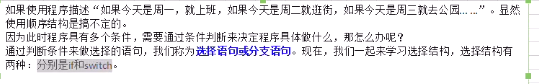 如果使用程序描述“如果今天是周一，就上班，如果今天是周二就逛街，如果今天是周三就去公园……”。显然
使用顺序结构是搞不定的。
因为此时程序具有多个条件，需要通过条件判断来决定程序具体做什么，那怎么办呢？
通过判断条件来做选择的语句，我们称为选择语句或分支语句。现在，我们一起来学习选择结构，选择结构有
两种：分别是if和switch。